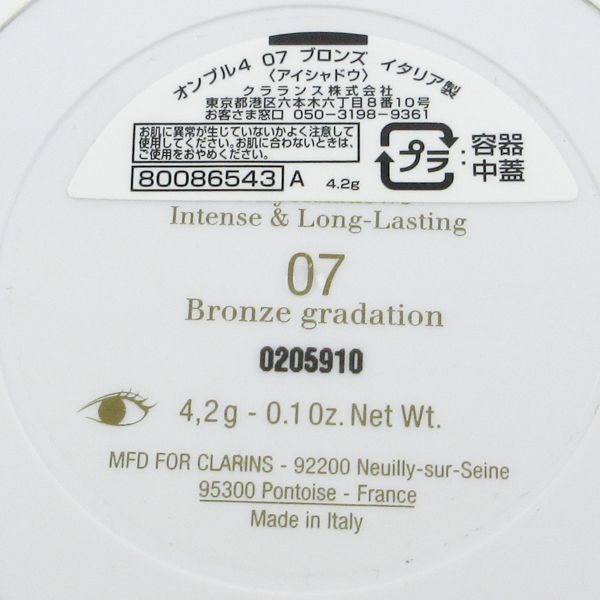 オンブル4 07 ブロンズ イタリア製
〈アイシャドウ〉
クラランス株式会社
東京都港区六本木六丁目8番10号
お客さま窓口 050-3198-9361
お肌に異常が生じていないかよく注意して
使用してください。お肌に合わないときは、
ご使用をおやめください。
80086543 A 4.2g
プラ :容器
中蓋
Intense & Long-Lasting
07
Bronze gradation
0205910
4,2g - 0.1 Oz. Net Wt.
MFD FOR CLARINS - 92200 Neuilly-sur-Seine
95300 Pontoise - France
Made in Italy